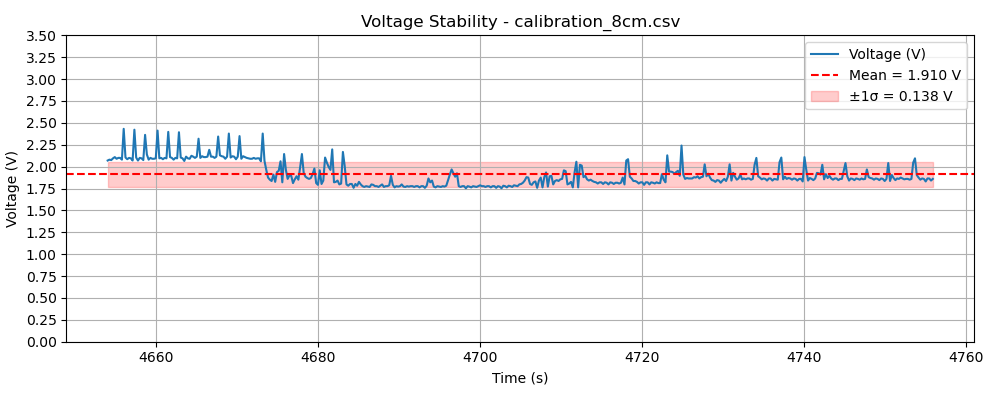 Voltage Stability - calibration_8cm.csv
Voltage (V)
Mean = 1.910 V
±1σ = 0.138 V
Voltage (V)
3.50
3.25
3.00
2.75
2.50
2.25
2.00
1.75
1.50
1.25
1.00
0.75
0.50
0.25
0.00
4660 4680 4700 4720 4740 4760
Time (s)